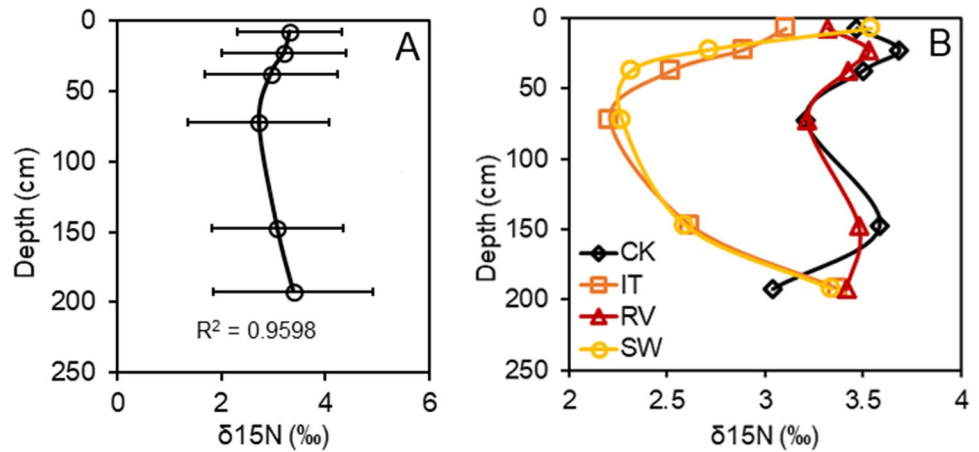 A
0
50
100
150
200
250
Depth (cm)
R² = 0.9598
0 2 4 6
δ15N (‰)
B
0
50
100
150
200
250
Depth (cm)
CK
IT
RV
SW
2 2.5 3 3.5 4
δ15N (‰)